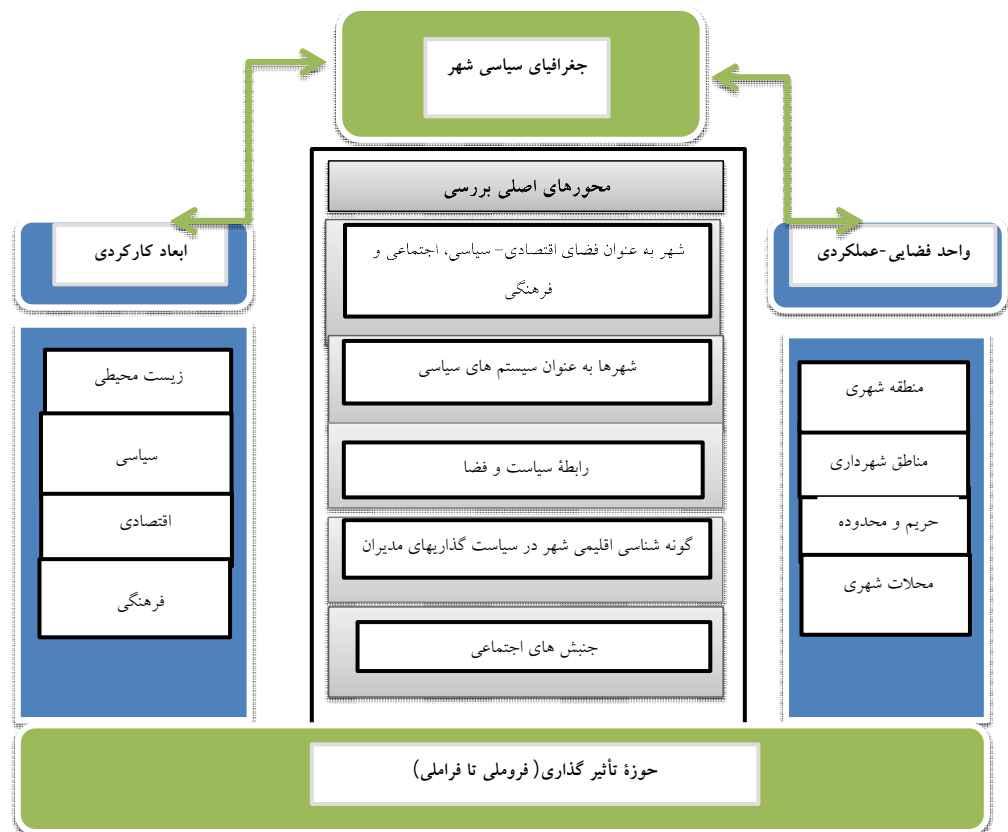 جغرافیای سیاسی شهر
محورهای اصلی بررسی
واحد فضایی-عملکردی
منطقه شهری
مناطق شهرداری
حریم و محدوده
محلات شهری
شهر به عنوان فضای اقتصادی- سیاسی، اجتماعی و
فرهنگی
شهرها به عنوان سیستم های سیاسی
رابطۀ سیاست و فضا
گونه شناسی اقلیمی شهر در سیاست گذاریهای مدیران
جنبش های اجتماعی
ابعاد کارکردی
زیست محیطی
سیاسی
اقتصادی
فرهنگی
حوزۀ تأثیر گذاری( فروملی تا فراملی)